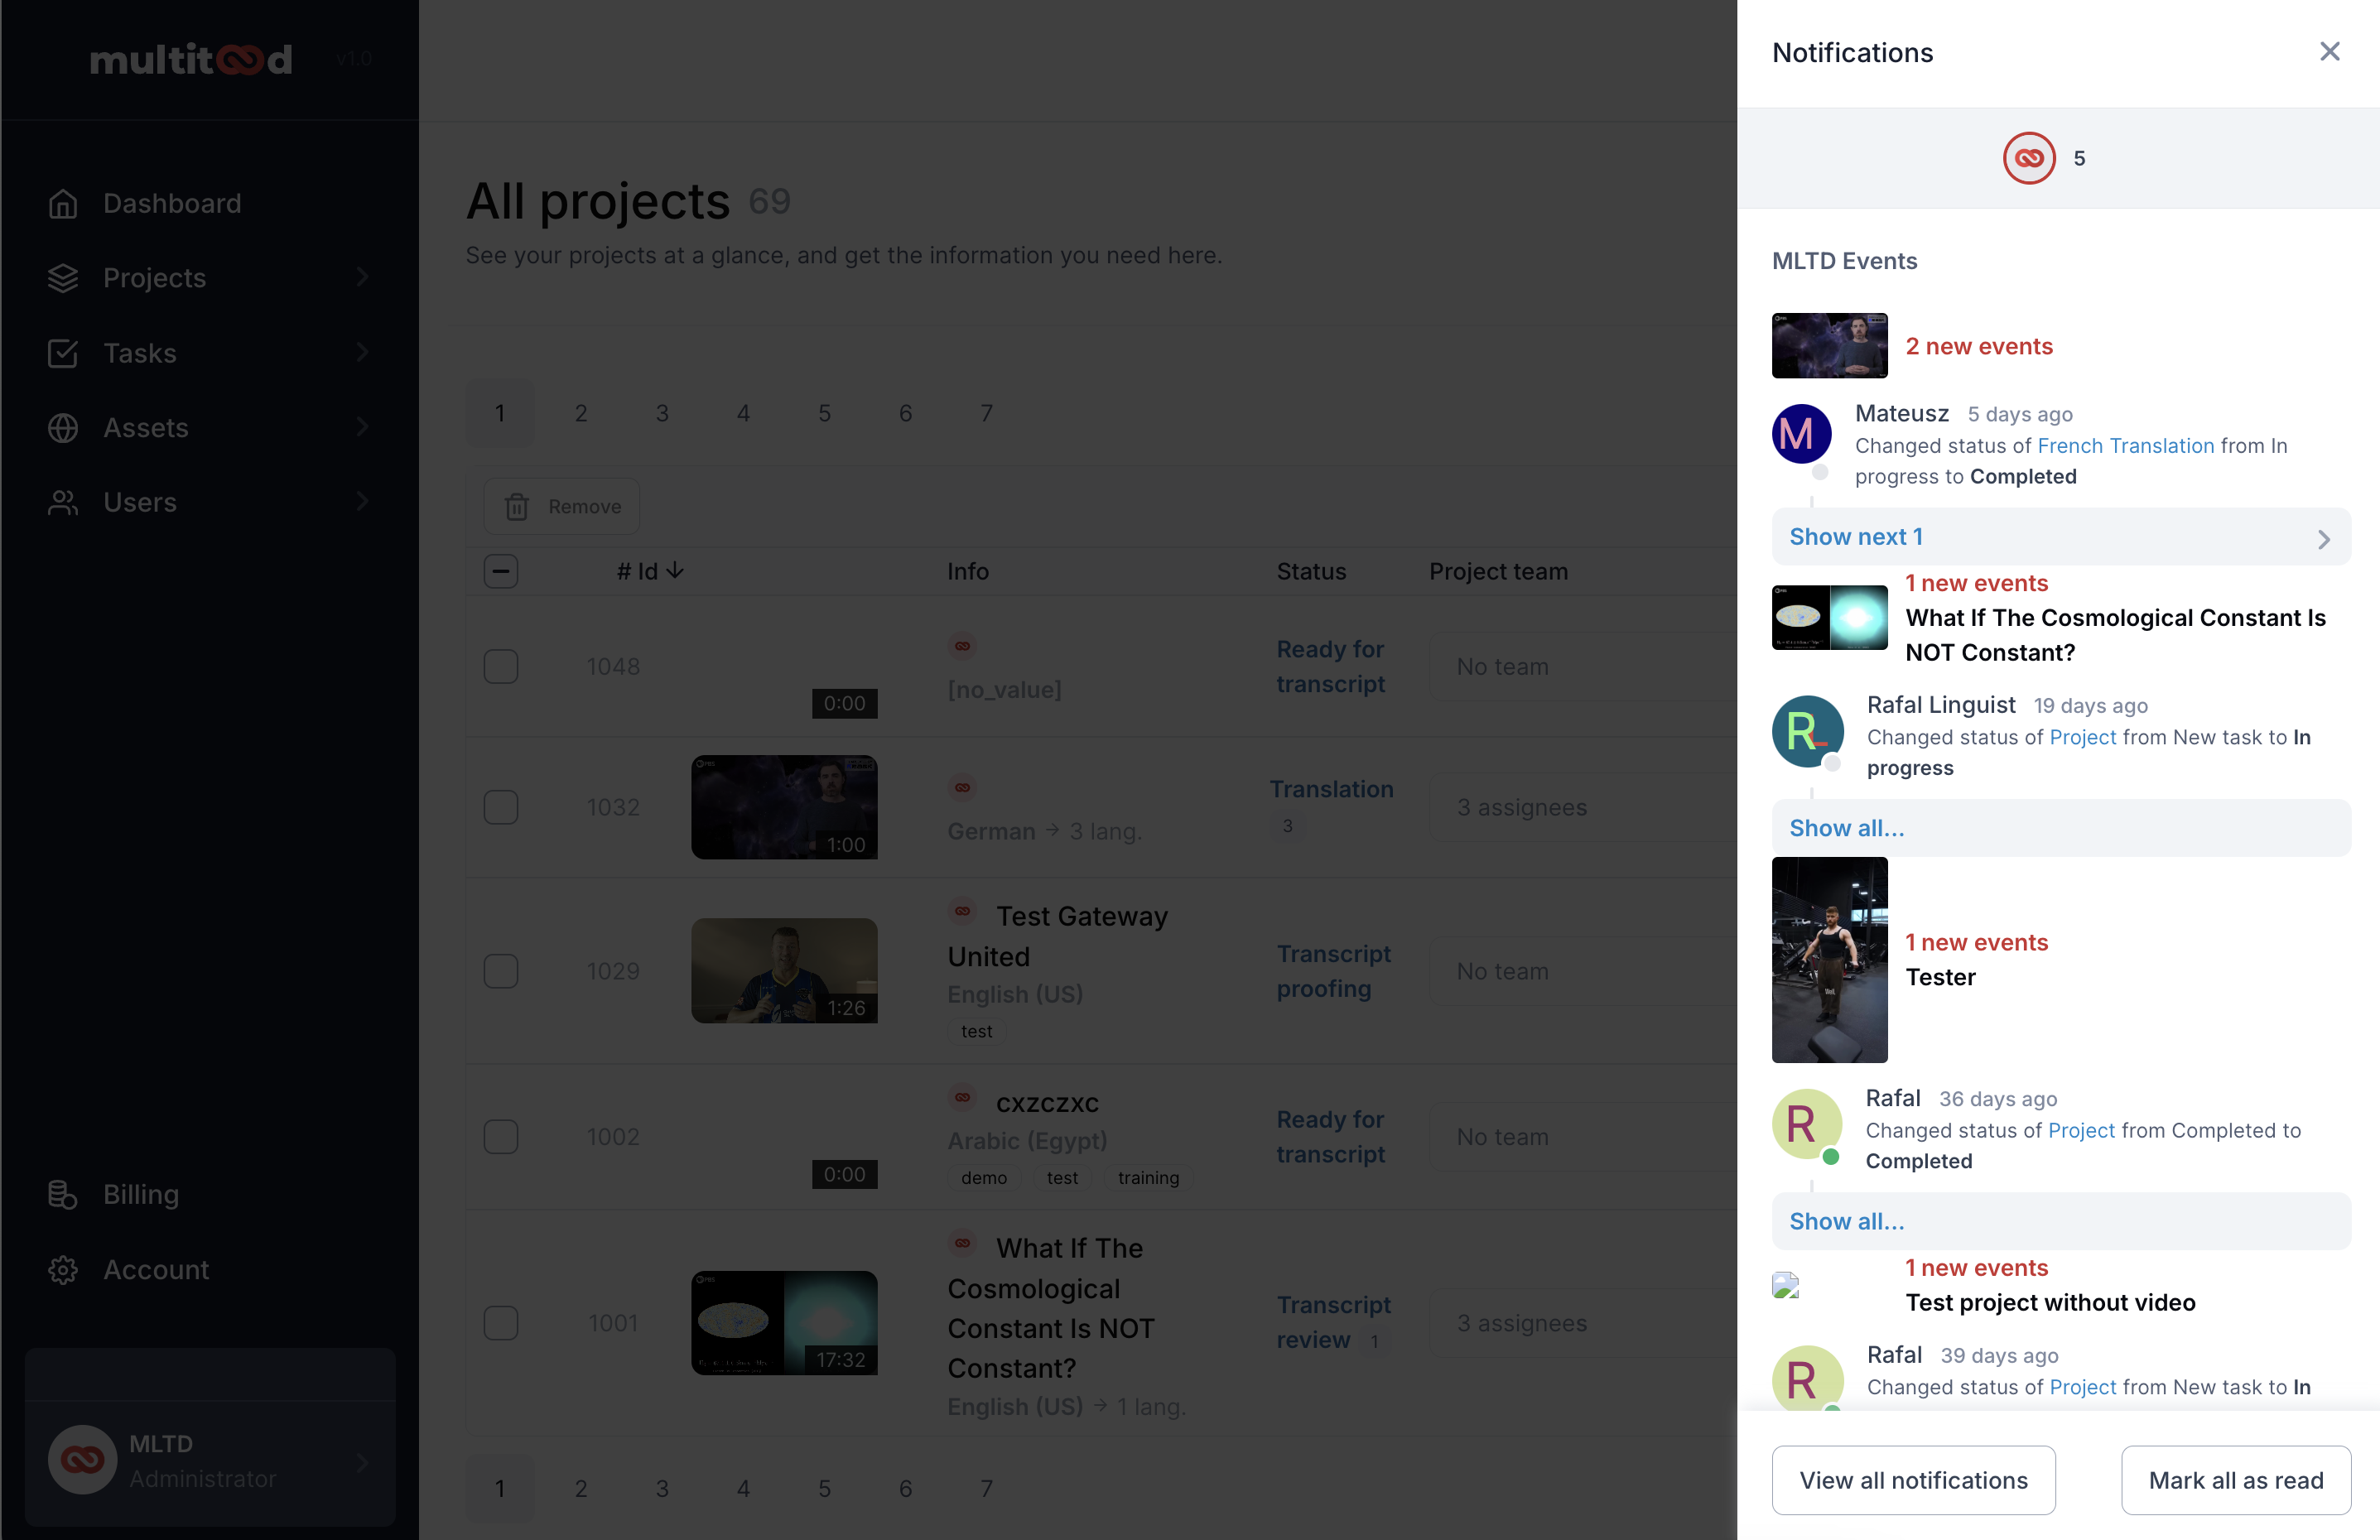 multitood
v1.0
Dashboard
Projects
Tasks
Assets
Users
Billing
Account
MLTD
Administrator
All projects 69
See your projects at a glance, and get the information you need here.
1 2 3 4 5 6 7
Remove
# Id Info Status Project team
1048
0:00
[no_value]
Ready for
transcript
No team
1032
1:00
German → 3 lang.
Translation
3
3 assignees
1029
1:26
Test Gateway
United
English (US)
test
Transcript
proofing
No team
1002
0:00
cxzczxc
Arabic (Egypt)
demo test training
Ready for
transcript
No team
1001
17:32
What If The
Cosmological
Constant Is NOT
Constant?
English (US) → 1 lang.
Transcript
review 1
3 assignees
1 2 3 4 5 6 7
Notifications
5
MLTD Events
2 new events
M
Mateusz 5 days ago
Changed status of French Translation from In
progress to Completed
Show next 1
1 new events
What If The Cosmological Constant Is
NOT Constant?
RL
Rafal Linguist 19 days ago
Changed status of Project from New task to In
progress
Show all...
1 new events
Tester
R
Rafal 36 days ago
Changed status of Project from Completed to
Completed
Show all...
1 new events
Test project without video
R
Rafal 39 days ago
Changed status of Project from New task to In
View all notifications
Mark all as read